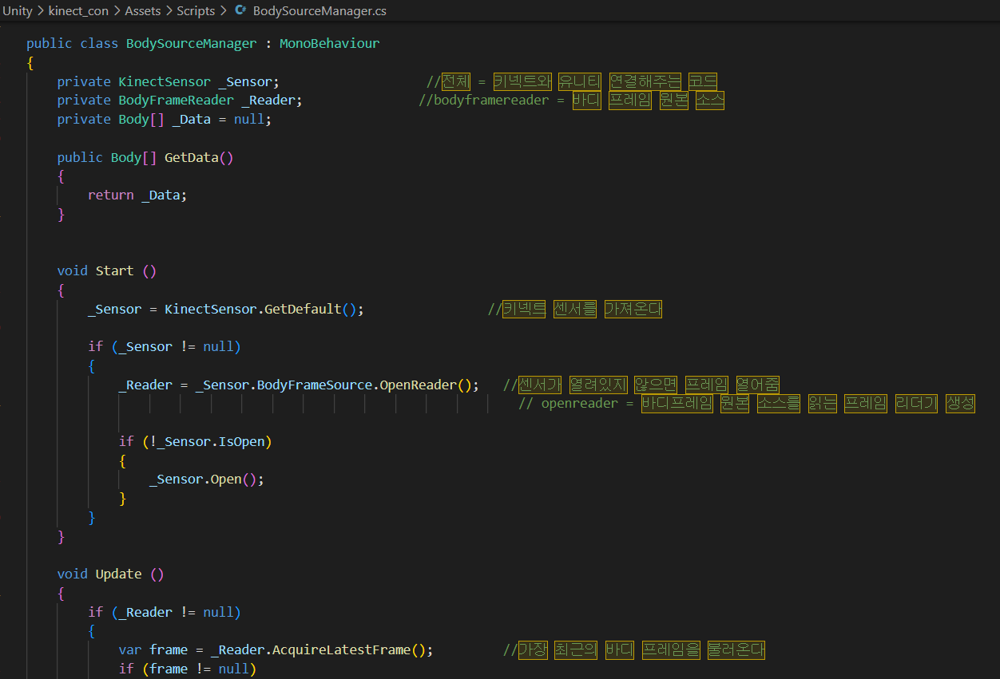 Unity > kinect_con > Assets > Scripts > C# BodySourceManager.cs
public class BodySourceManager : MonoBehaviour
{
private KinectSensor _Sensor; //전체 = 키넥트와 유니티 연결해주는 코드
private BodyFrameReader _Reader; //bodyframereader = 바디 프레임 원본 소스
private Body[] _Data = null;
public Body[] GetData()
{
return _Data;
}
void Start ()
{
_Sensor = KinectSensor.GetDefault(); //키넥트 센서를 가져온다
if (_Sensor != null)
{
_Reader = _Sensor.BodyFrameSource.OpenReader(); //센서가 열려있지 않으면 프레임 열어줌
// openreader = 바디프레임 원본 소스를 읽는 프레임 리더기 생성
if (!_Sensor.IsOpen)
{
_Sensor.Open();
}
}
}
void Update ()
{
if (_Reader != null)
{
var frame = _Reader.AcquireLatestFrame(); //가장 최근의 바디 프레임을 불러온다
if (frame != null)